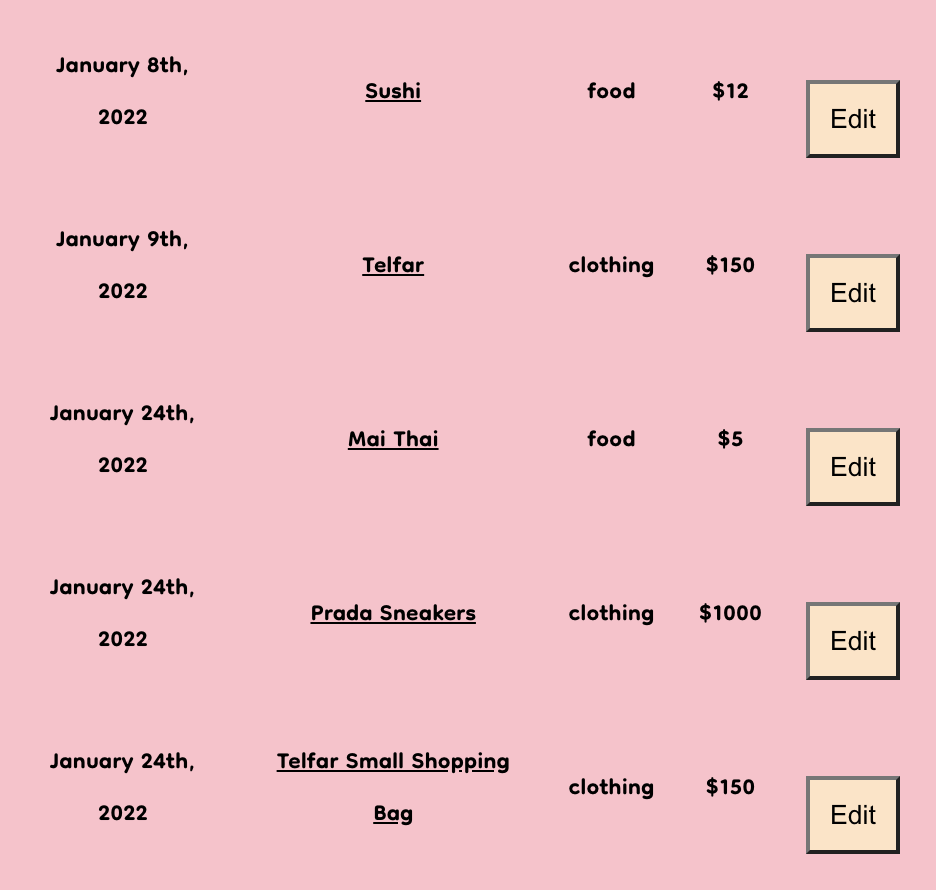 January 8th,
2022
Sushi
food
$12
Edit
January 9th,
2022
Telfar
clothing
$150
Edit
January 24th,
2022
Mai Thai
food
$5
Edit
January 24th,
2022
Prada Sneakers
clothing
$1000
Edit
January 24th,
2022
Telfar Small Shopping
Bag
clothing
$150
Edit